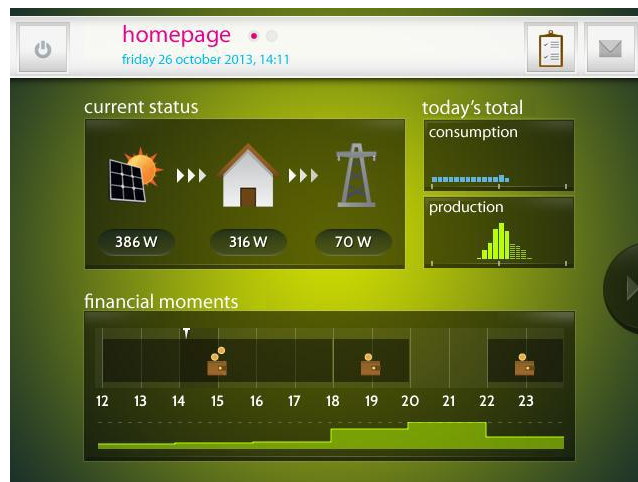 homepage
friday 26 october 2013, 14:11
current status
today's total
consumption
production
386 W
316 W
70 W
financial moments
12 13 14 15 16 17 18 19 20 21 22 23